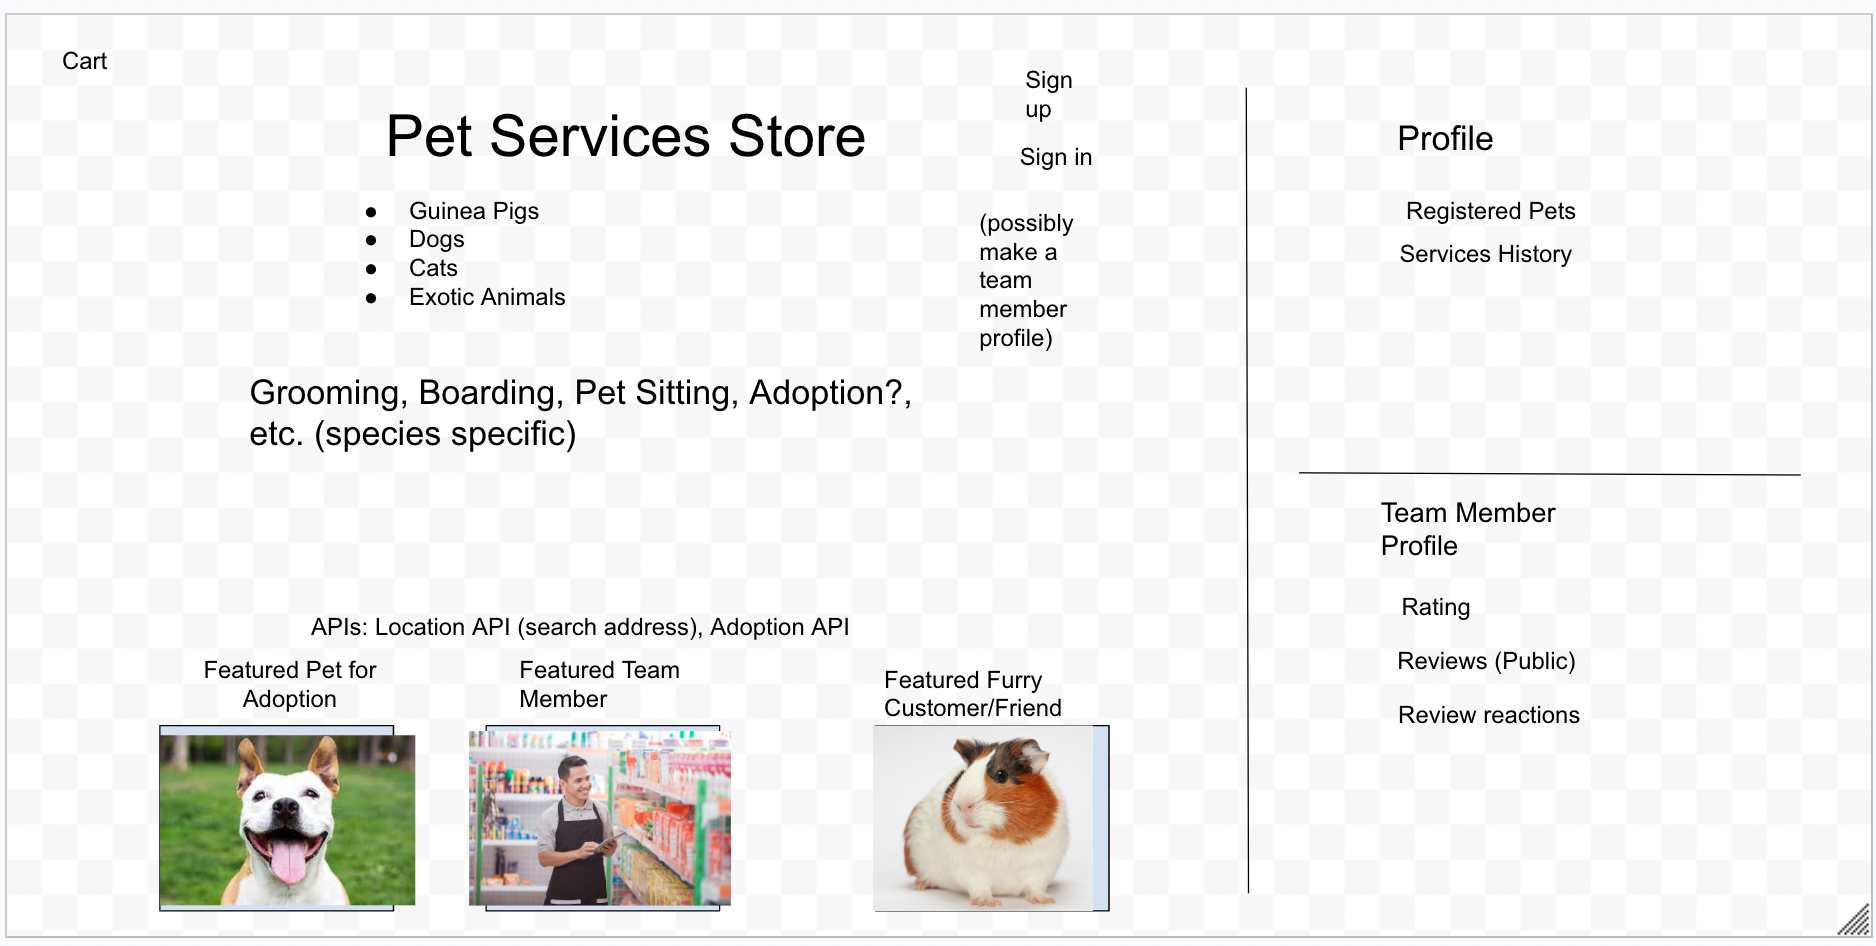 Cart
Sign
up
Pet Services Store
Sign in
● Guinea Pigs
● Dogs
● Cats
● Exotic Animals
(possibly
make a
team
member
profile)
Grooming, Boarding, Pet Sitting, Adoption?,
etc. (species specific)
APIs: Location API (search address), Adoption API
Featured Pet for
Adoption
Featured Team
Member
Featured Furry
Customer/Friend
Profile
Registered Pets
Services History
Team Member
Profile
Rating
Reviews (Public)
Review reactions